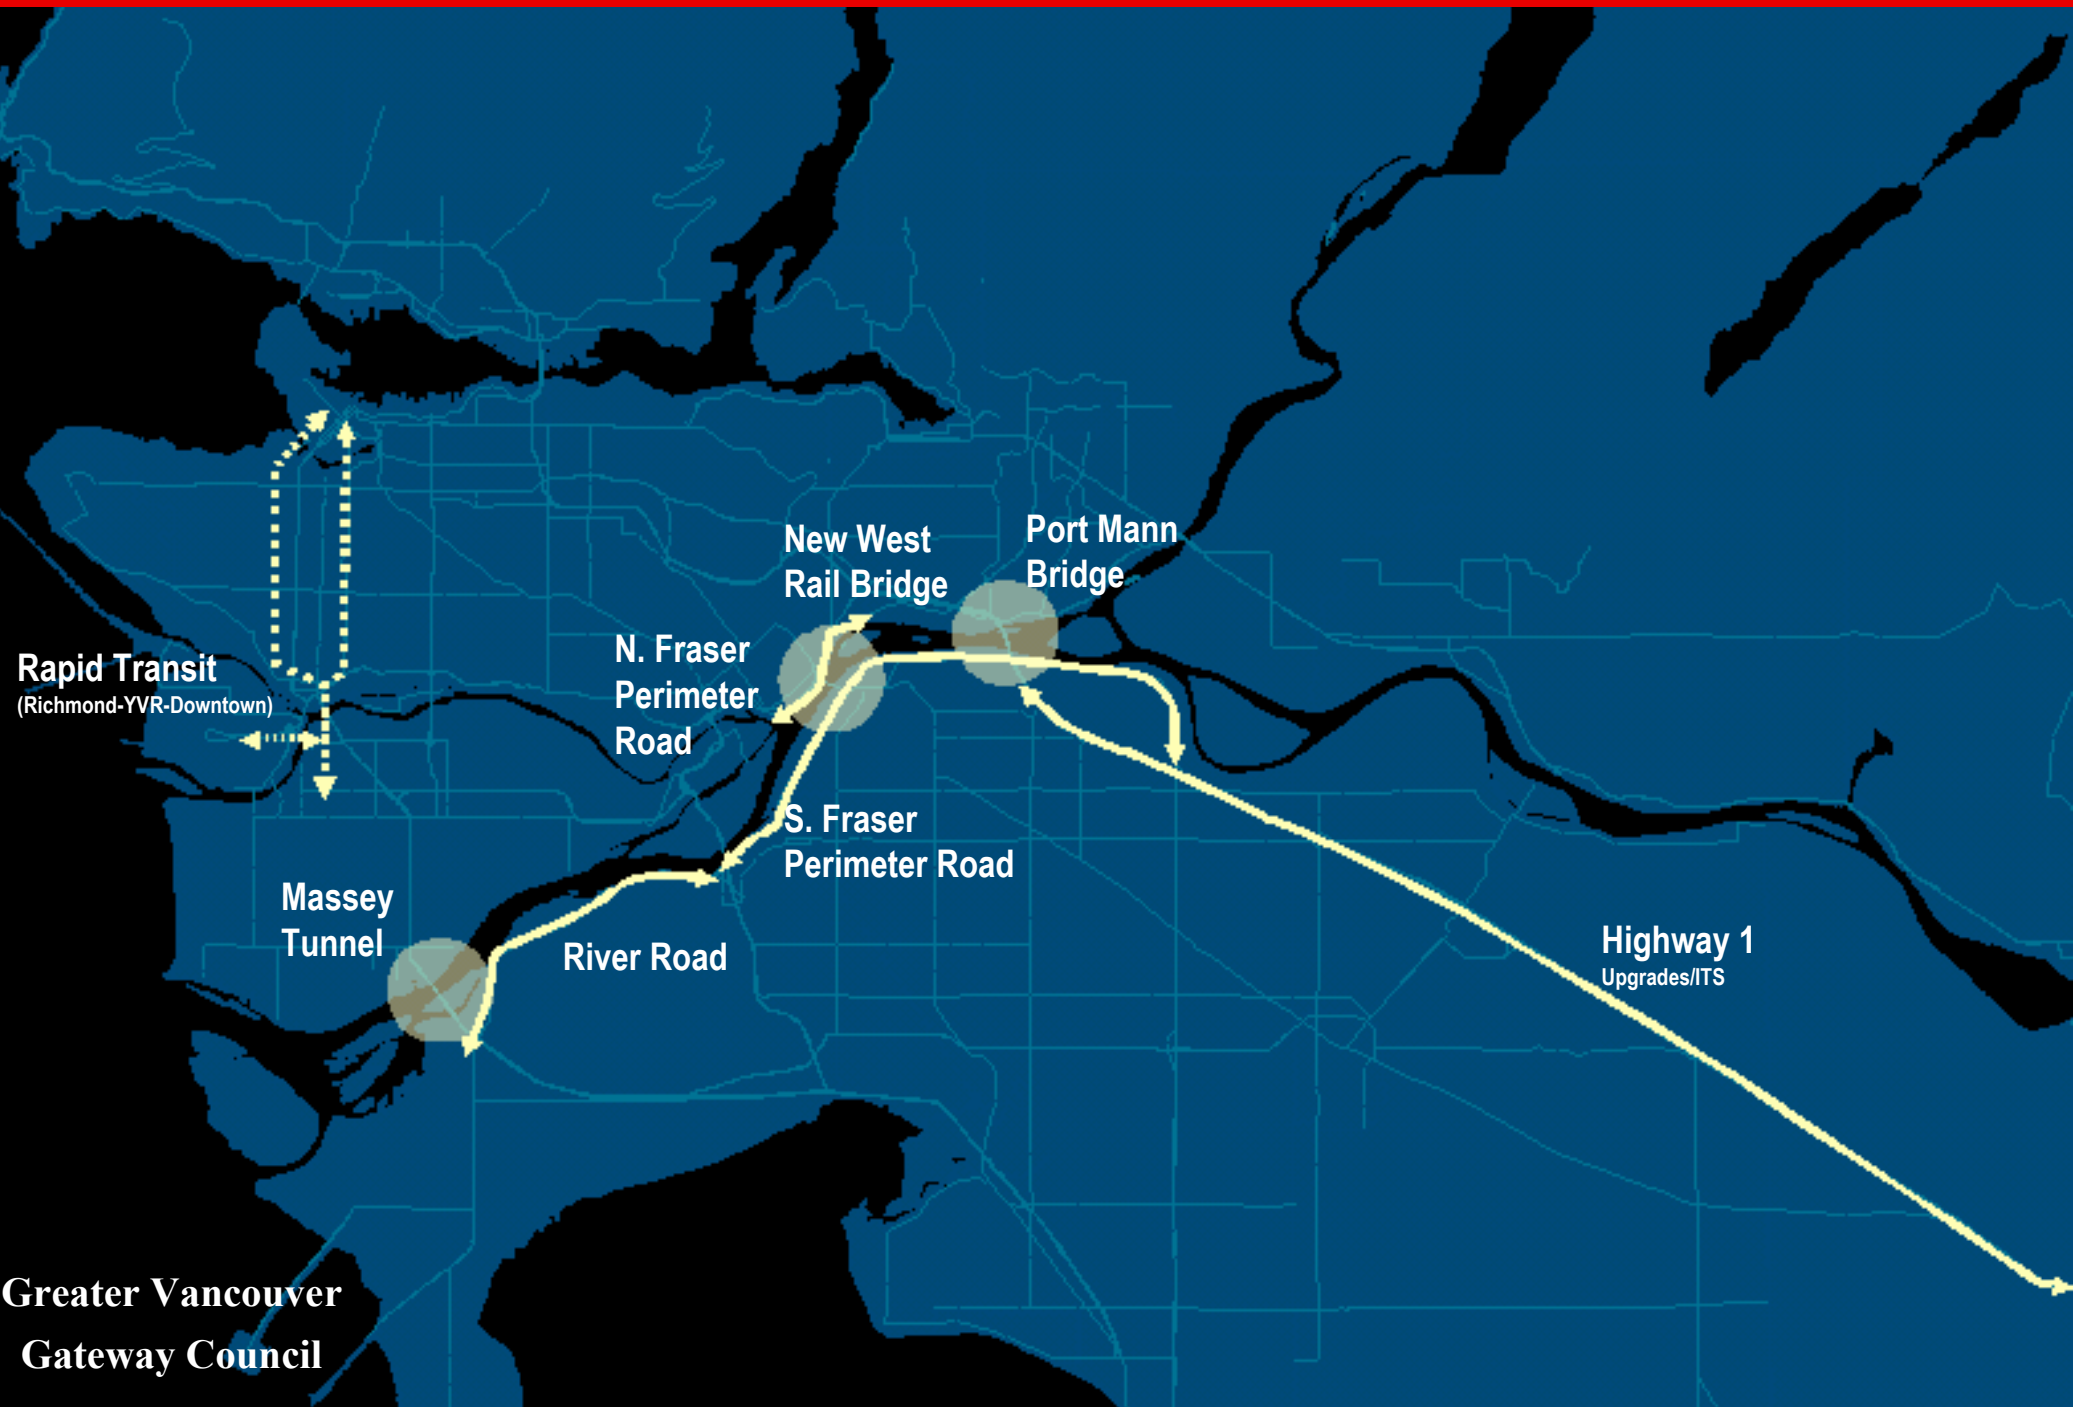 New West
Rail Bridge
Port Mann
Bridge
N. Fraser
Perimeter
Road
Rapid Transit
(Richmond-YVR-Downtown)
S. Fraser
Perimeter Road
Massey
Tunnel
River Road
Highway 1
Upgrades/ITS
Greater Vancouver
Gateway Council